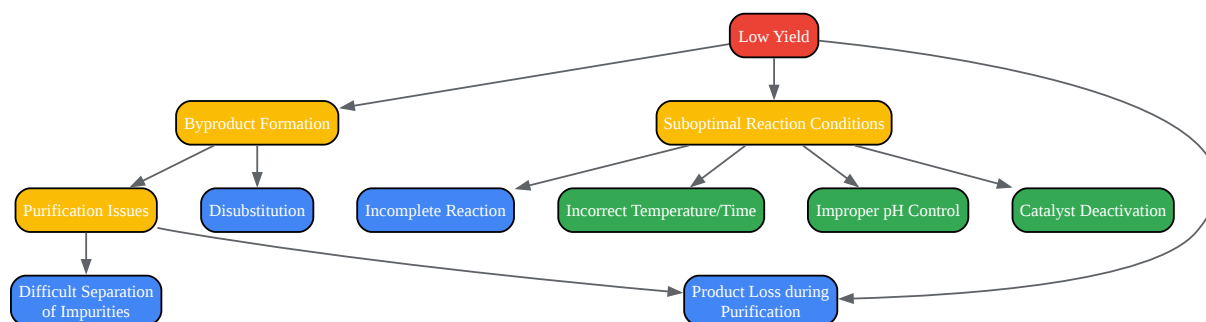 Low Yield
Byproduct Formation
Suboptimal Reaction Conditions
Purification Issues
Disubstitution
Incomplete Reaction
Incorrect Temperature/Time
Improper pH Control
Catalyst Deactivation
Difficult Separation
of Impurities
Product Loss during
Purification